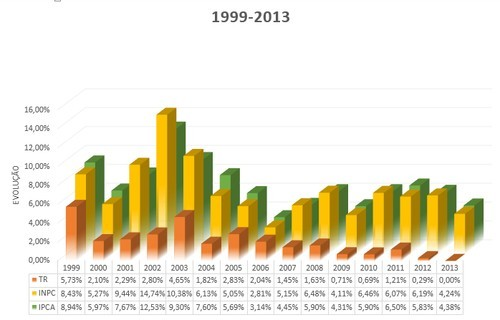 1999-2013
EVOLUÇÃO
16,00%
14,00%
12,00%
10,00%
8,00%
6,00%
4,00%
2,00%
0,00%
1999 2000 2001 2002 2003 2004 2005 2006 2007 2008 2009 2010 2011 2012 2013
TR 5,73% 2,10% 2,29% 2,80% 4,65% 1,82% 2,83% 2,04% 1,45% 1,63% 0,71% 0,69% 1,21% 0,29% 0,00%
INPC 8,43% 5,27% 9,44% 14,74% 10,38% 6,13% 5,05% 2,81% 5,15% 6,48% 4,11% 6,46% 6,07% 6,19% 4,24%
IPCA 8,94% 5,97% 7,67% 12,53% 9,30% 7,60% 5,69% 3,14% 4,45% 5,90% 4,31% 5,90% 6,50% 5,83% 4,38%